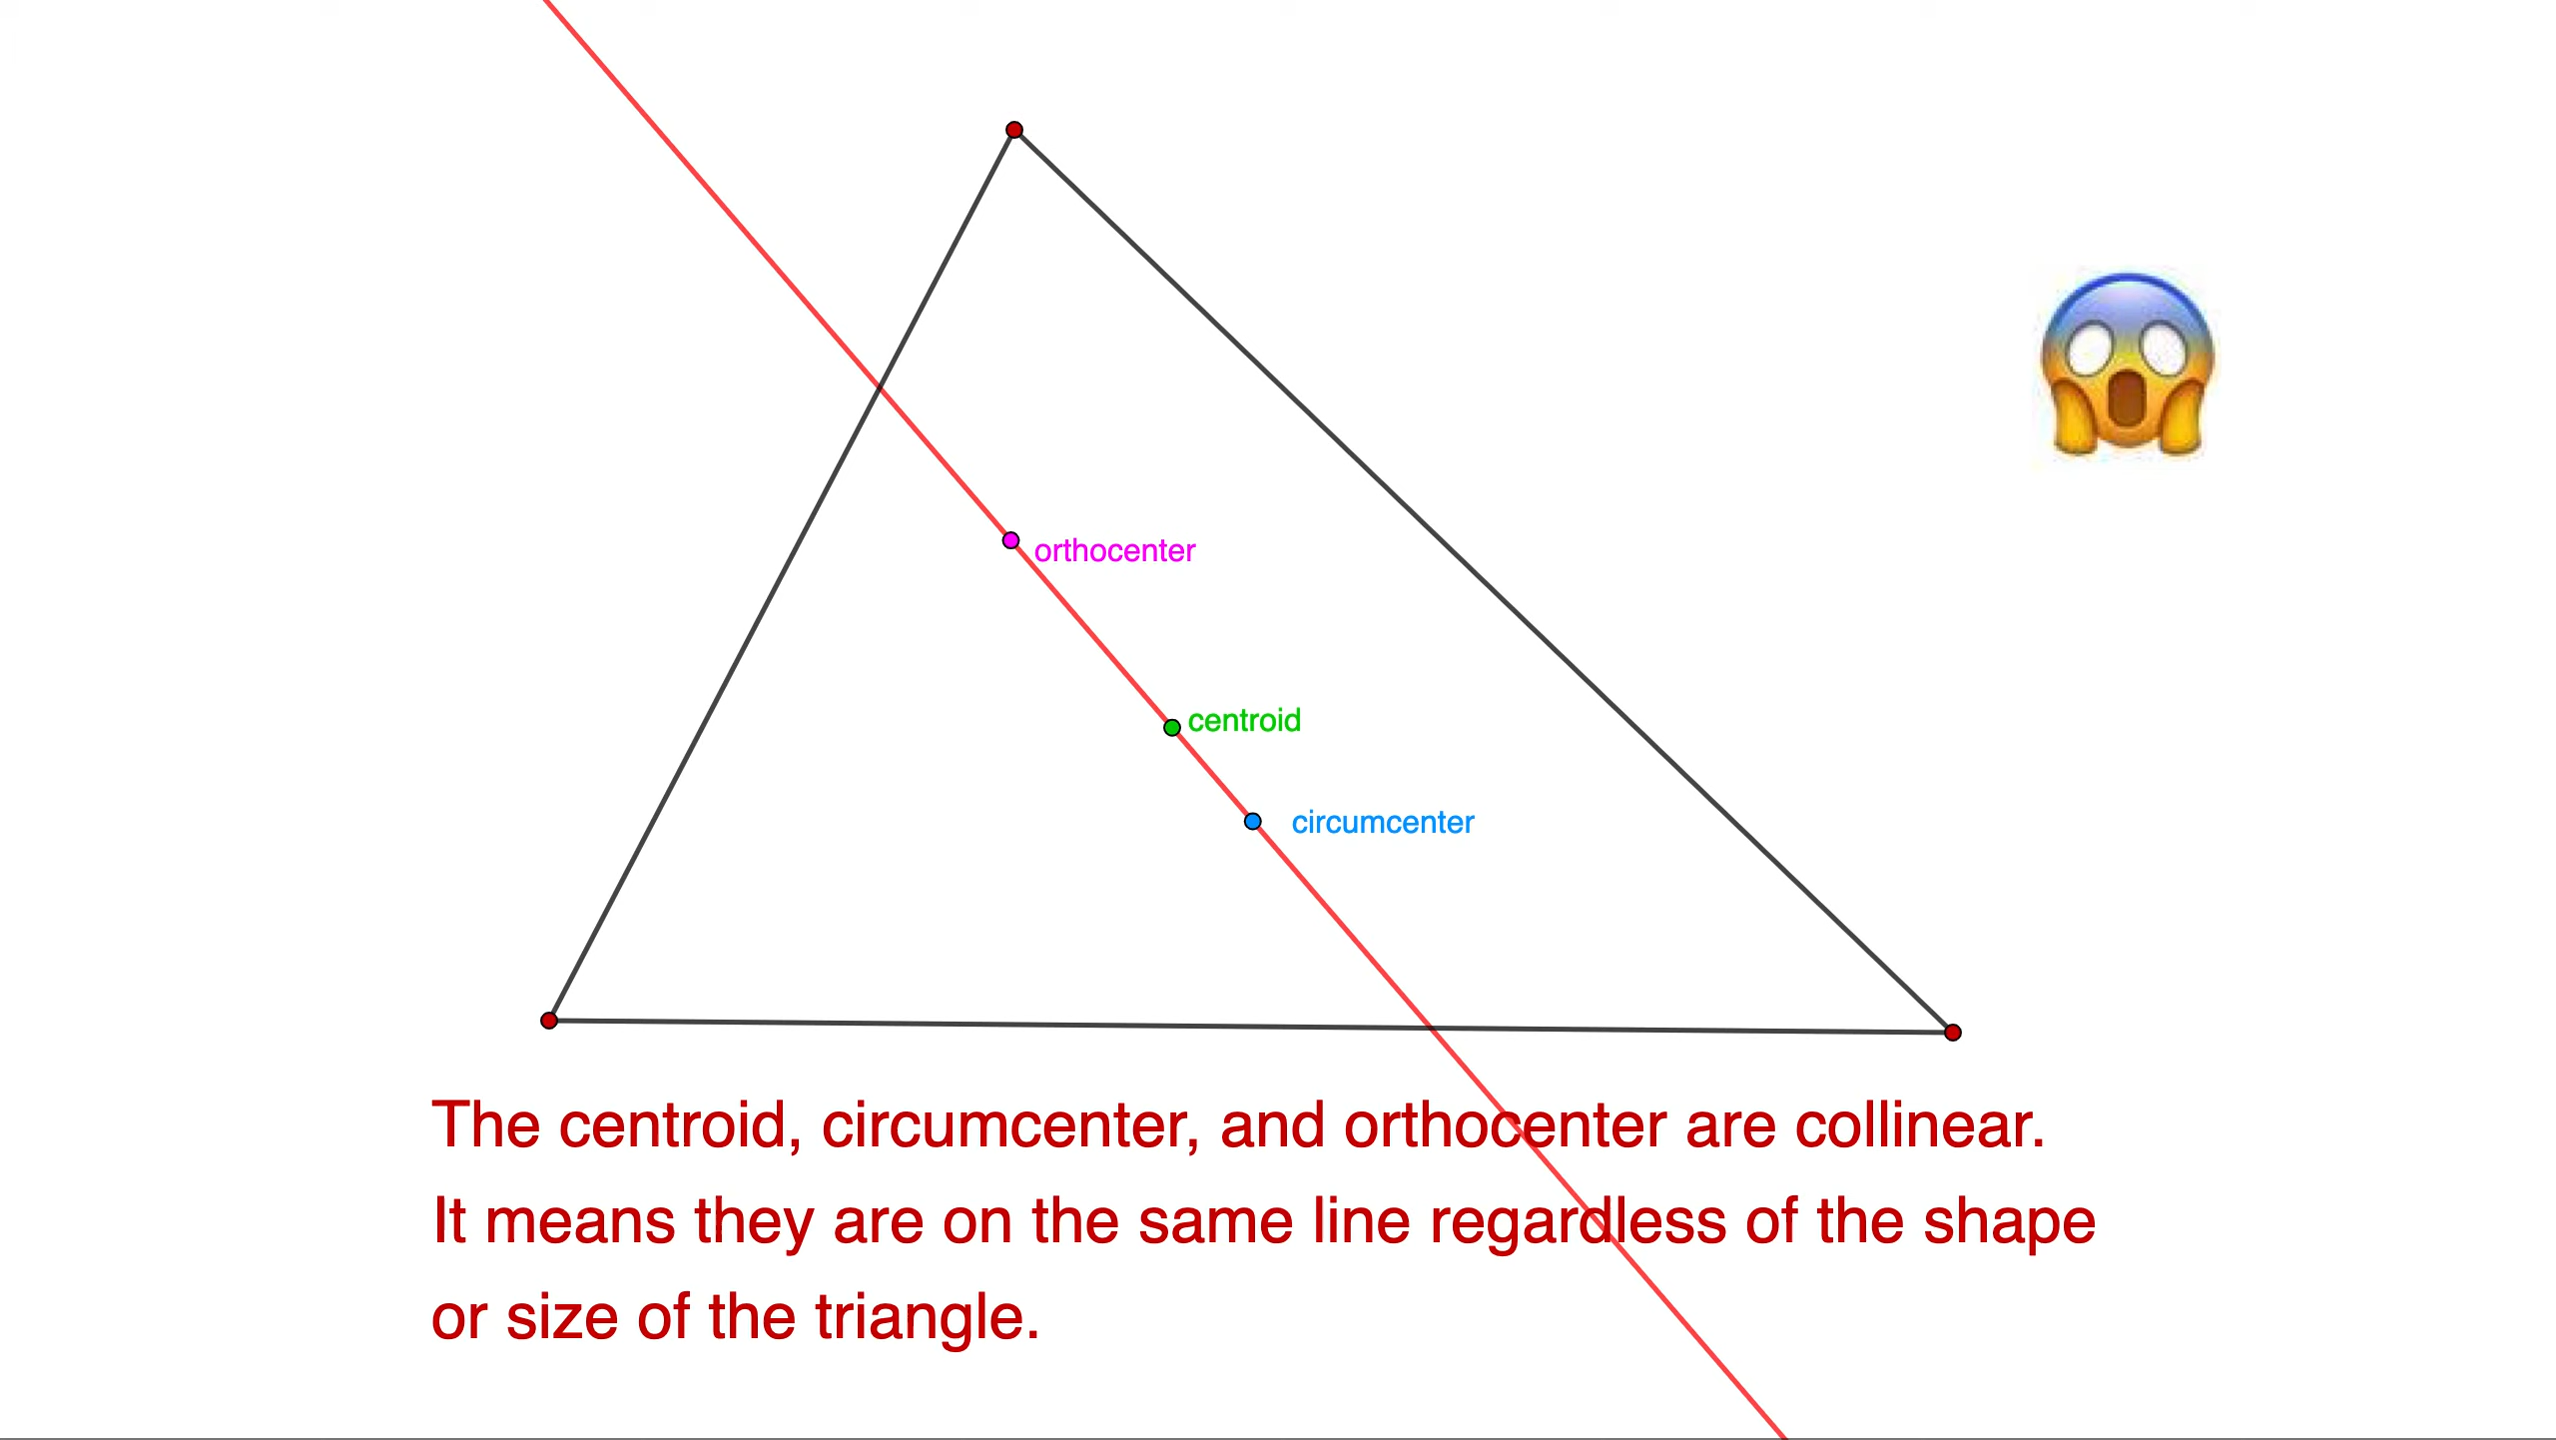 orthocenter
centroid
circumcenter
The centroid, circumcenter, and orthocenter are collinear.
It means they are on the same line regardless of the shape
or size of the triangle.